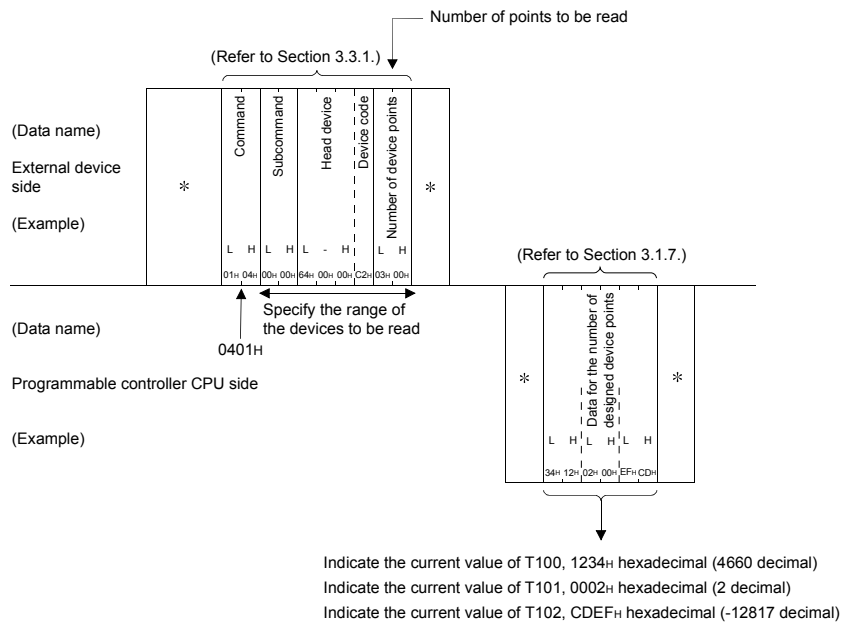 Number of points to be read
(Refer to Section 3.3.1.)
(Data name)
External device
side
(Example)
*
Command
Subcommand
Head device
Device code
Number of device points
*
L H L H L - H L H
01H 04H 00H 00H 64H 00H 00H C2H 03H 00H
(Refer to Section 3.1.7.)
Specify the range of
the devices to be read
0401H
(Data name)
Programmable controller CPU side
(Example)
*
Data for the number of
designed device points
*
L H L H L H
34H 12H 02H 00H EFH CDH
Indicate the current value of T100, 1234H hexadecimal (4660 decimal)
Indicate the current value of T101, 0002H hexadecimal (2 decimal)
Indicate the current value of T102, CDEFH hexadecimal (-12817 decimal)